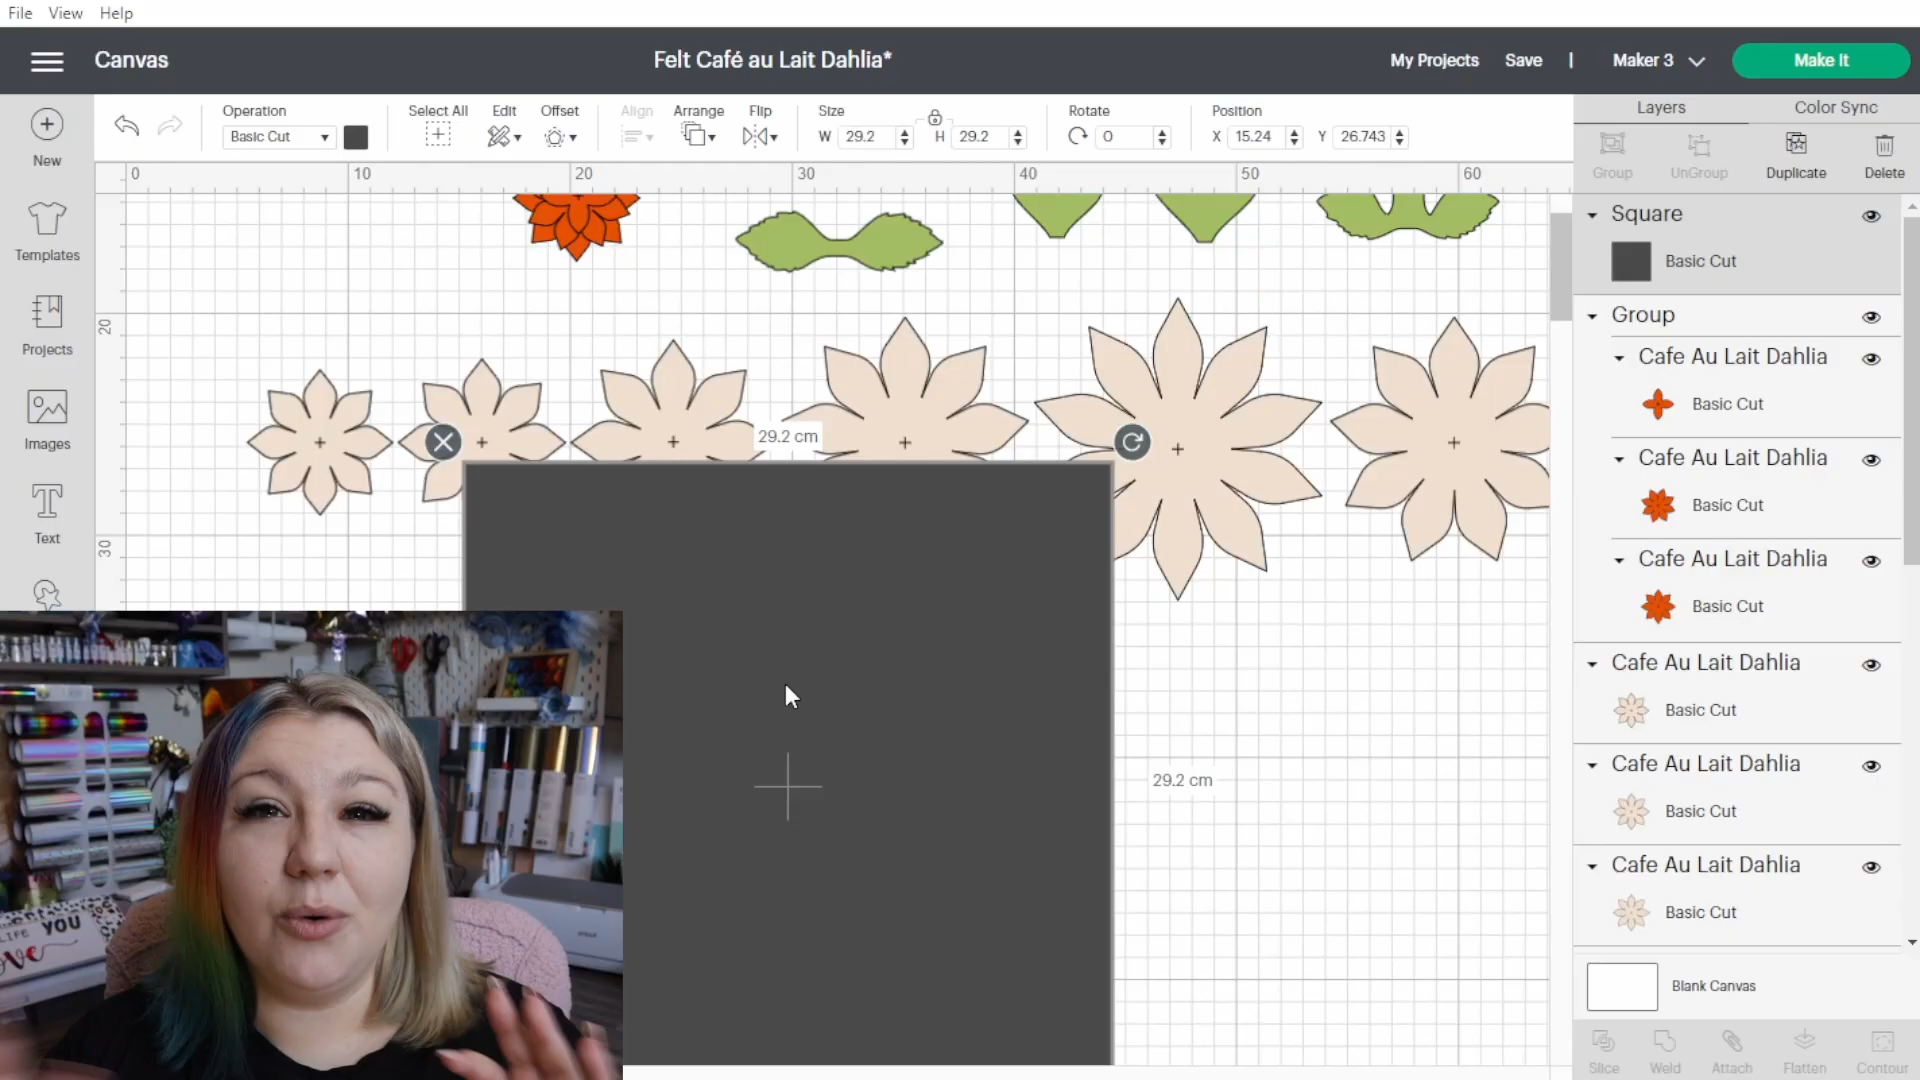 File View Help
Canvas
Felt Café au Lait Dahlia*
My Projects Save | Maker 3 Make It
Operation
Basic Cut
Select All
Edit
Offset
Align
Arrange
Flip
Size
W 29.2 H 29.2
Rotate
0
Position
X 15.24 Y 26.743
Layers Color Sync
Group UnGroup Duplicate Delete
New
Templates
Projects
Images
Text
0 10 20 30 40 50 60
20
30
29.2 cm
29.2 cm
Square
Basic Cut
Group
Cafe Au Lait Dahlia
Basic Cut
Cafe Au Lait Dahlia
Basic Cut
Cafe Au Lait Dahlia
Basic Cut
Cafe Au Lait Dahlia
Basic Cut
Cafe Au Lait Dahlia
Basic Cut
Cafe Au Lait Dahlia
Basic Cut
Blank Canvas
Slice Weld Attach Flatten Contour
LIFE YOU
ove